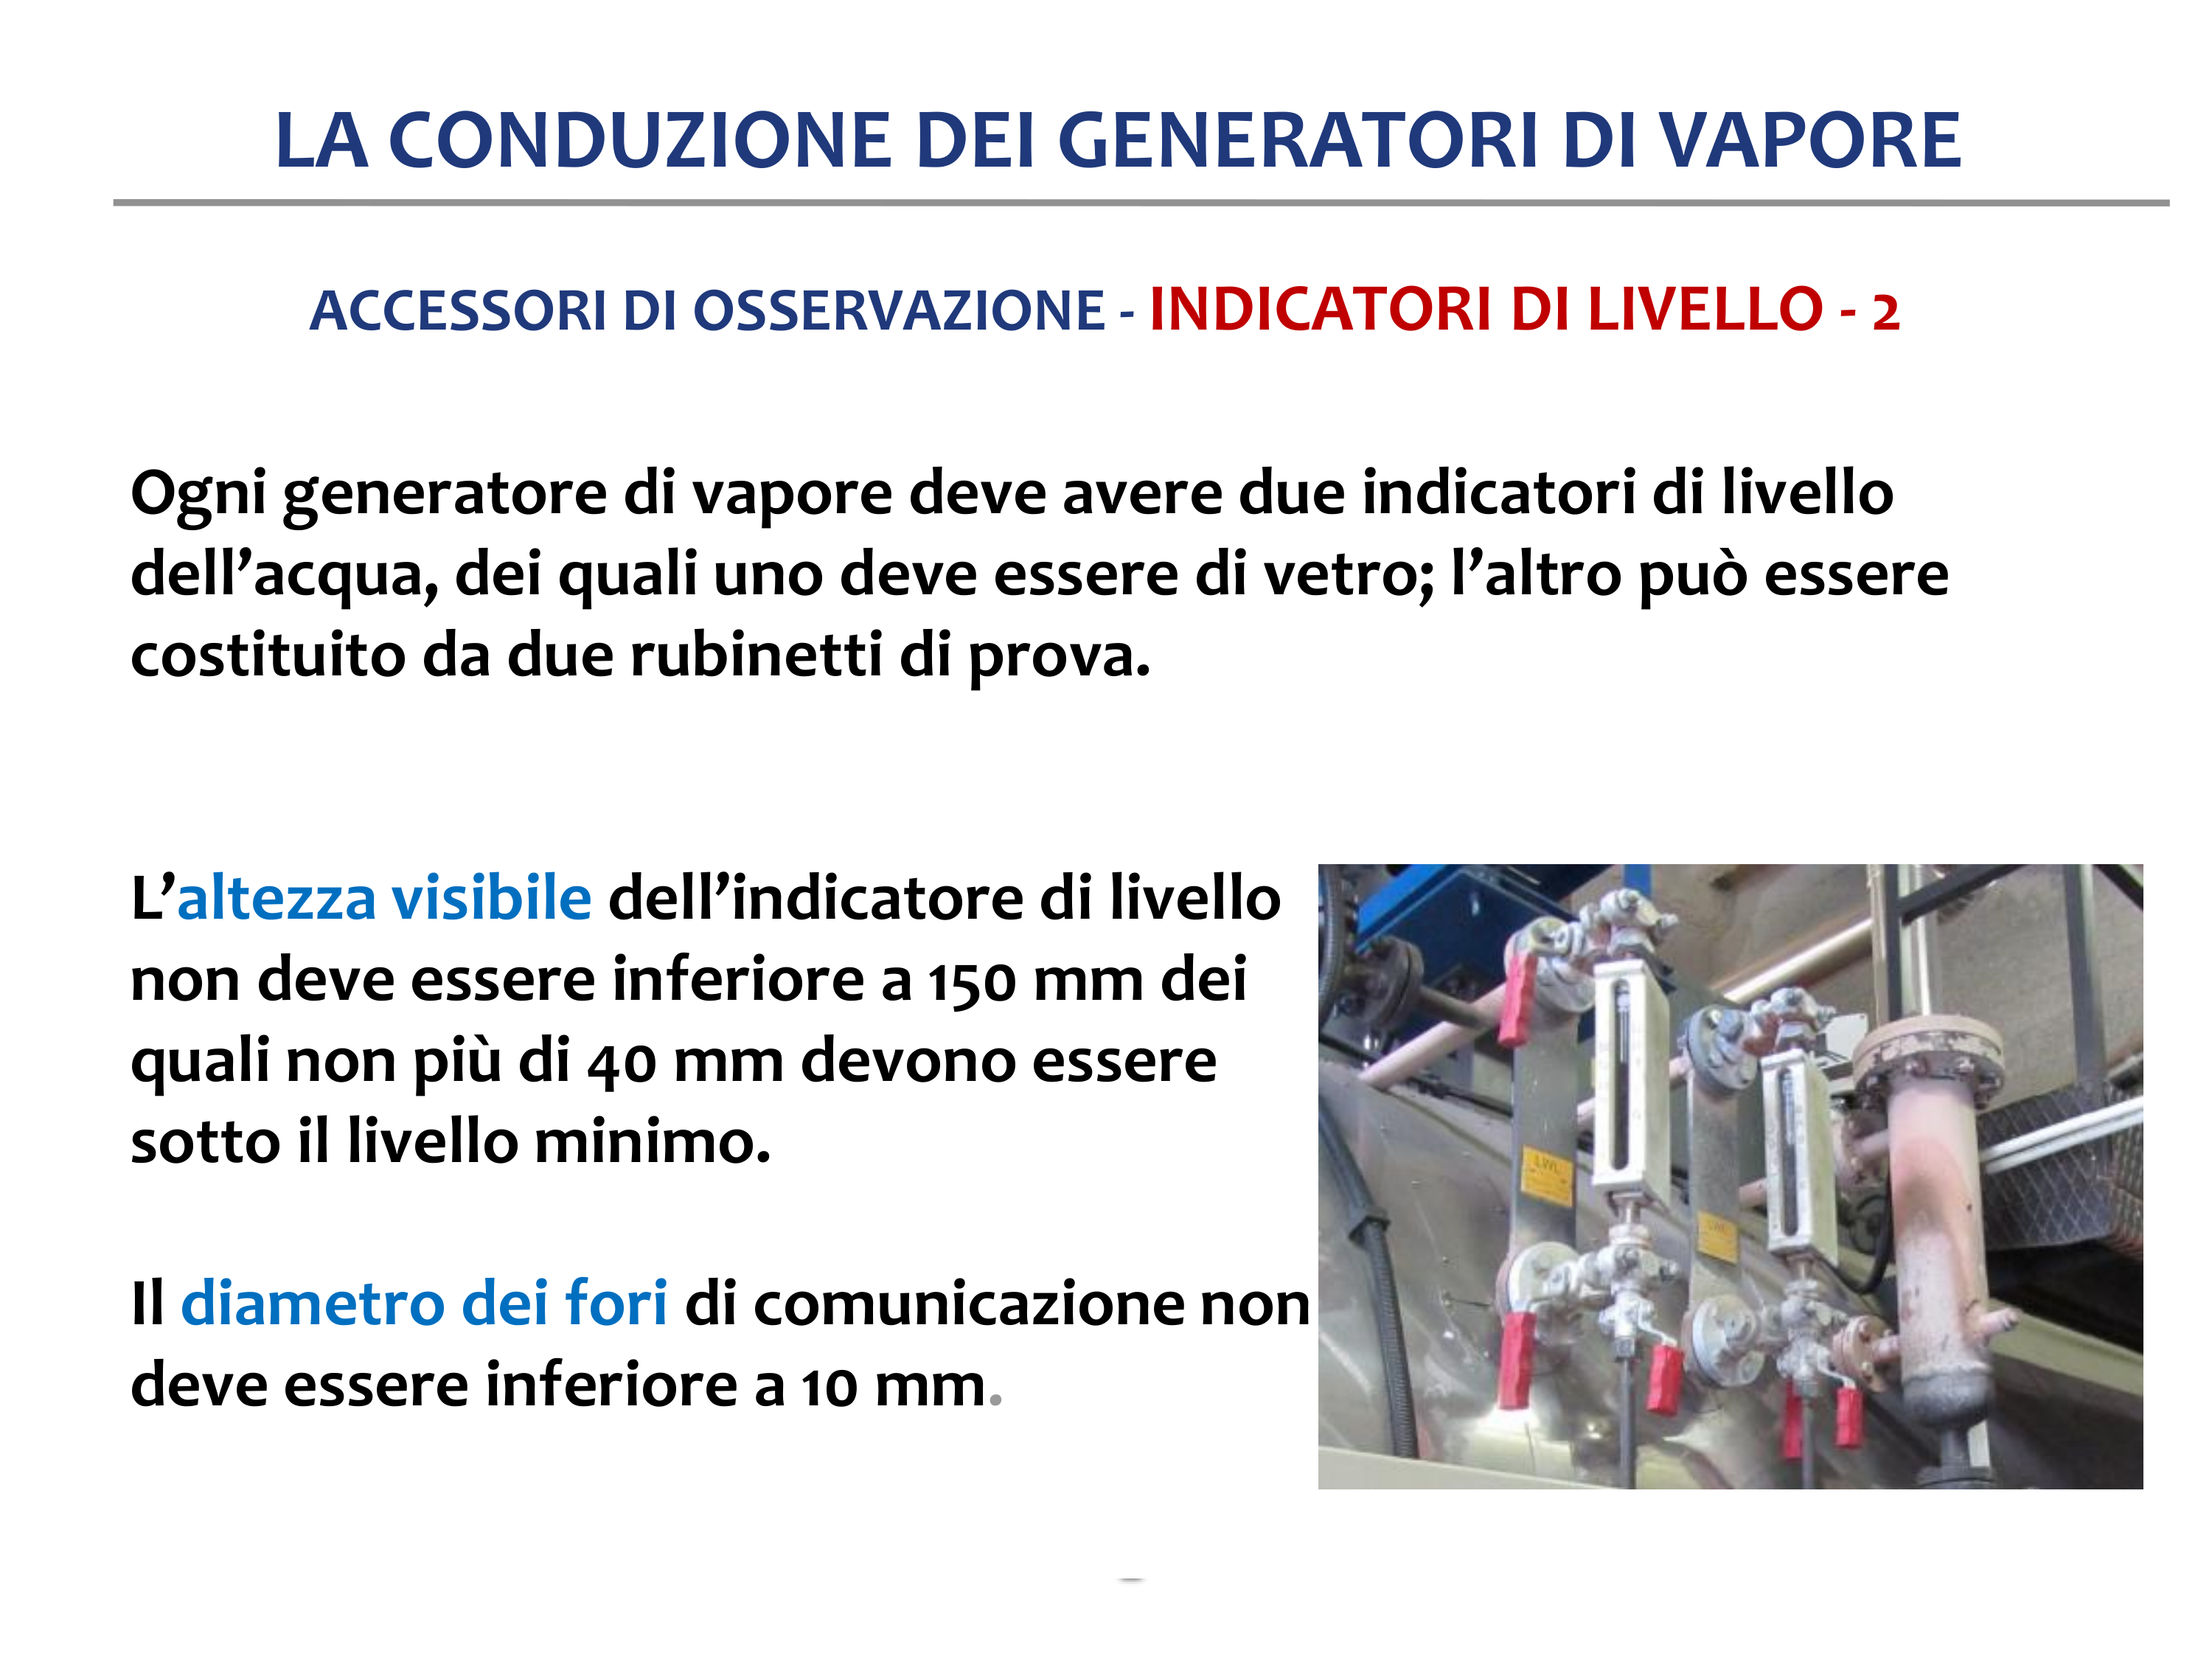 LA CONDUZIONE DEI GENERATORI DI VAPORE
ACCESSORI DI OSSERVAZIONE - INDICATORI DI LIVELLO - 2
Ogni generatore di vapore deve avere due indicatori di livello
dell’acqua, dei quali uno deve essere di vetro; l’altro può essere
costituito da due rubinetti di prova.
L’altezza visibile dell’indicatore di livello
non deve essere inferiore a 150 mm dei
quali non più di 40 mm devono essere
sotto il livello minimo.
Il diametro dei fori di comunicazione non
deve essere inferiore a 10 mm.
LWL
LWL